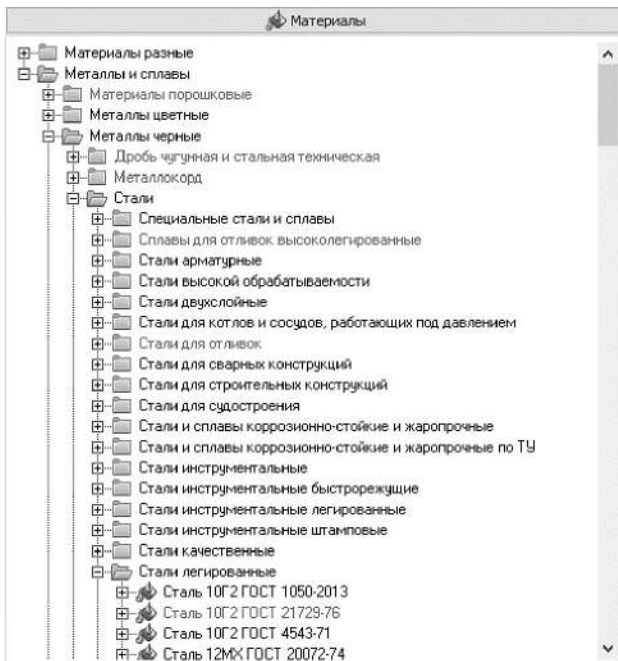 Материалы
Материалы разные
Металлы и сплавы
Материалы порошковые
Металлы цветные
Металлы черные
Дробь чугунная и стальная техническая
Металлокорд
Стали
Специальные стали и сплавы
Сплавы для отливок высоколегированные
Стали арматурные
Стали высокой обрабатываемости
Стали двухслойные
Стали для котлов и сосудов, работающих под давлением
Стали для отливок
Стали для сварных конструкций
Стали для строительных конструкций
Стали для судостроения
Стали и сплавы коррозионно-стойкие и жаропрочные
Стали и сплавы коррозионно-стойкие и жаропрочные по ТУ
Стали инструментальные
Стали инструментальные быстрорежущие
Стали инструментальные легированные
Стали инструментальные штамповые
Стали качественные
Стали легированные
Сталь 10Г2 ГОСТ 1050-2013
Сталь 10Г2 ГОСТ 21729-76
Сталь 10Г2 ГОСТ 4543-71
Сталь 12МХ ГОСТ 20072-74